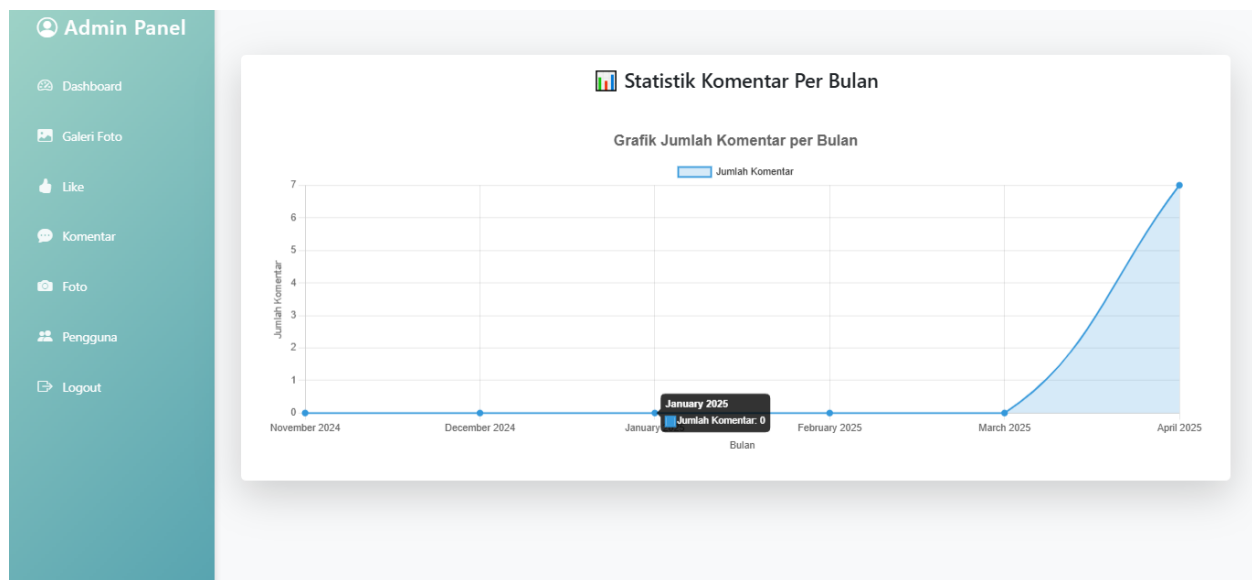 Admin Panel
Dashboard
Galeri Foto
Like
Komentar
Foto
Pengguna
Logout
Statistik Komentar Per Bulan
Grafik Jumlah Komentar per Bulan
Jumlah Komentar
Jumlah Komentar
7
6
5
4
3
2
1
0
January 2025
Jumlah Komentar: 0
November 2024
December 2024
January
February 2025
March 2025
April 2025
Bulan